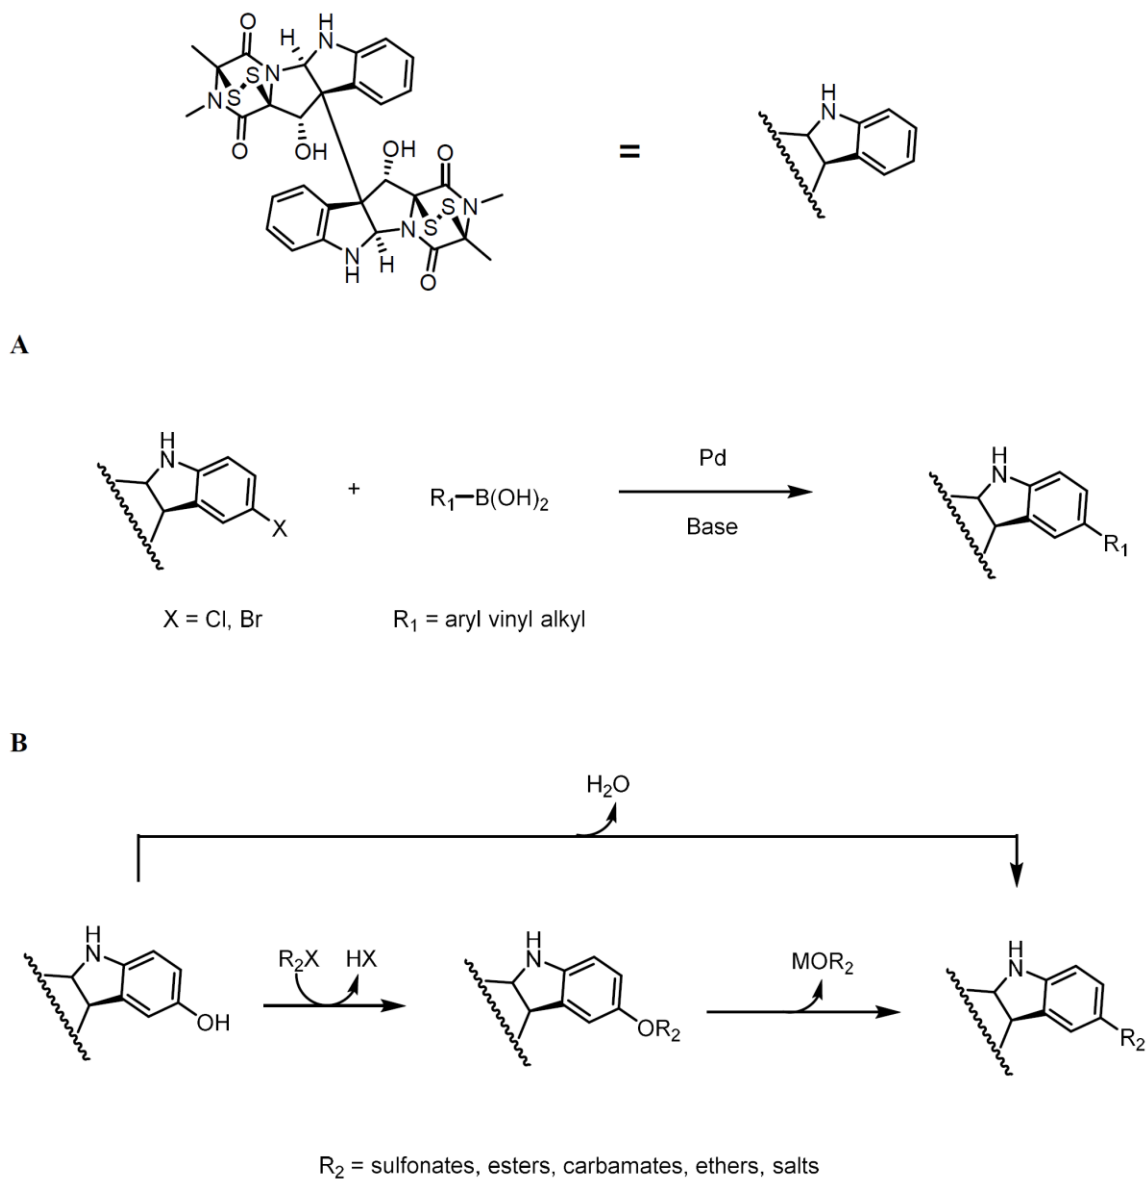 O
H
H
N
S
N
S
N
O
OH
OH
O
S
N
S
N
N
H
H
O
=
H
N
A
H
N
X
+
R₁–B(OH)₂
Pd
Base
H
N
R₁
X = Cl, Br
R₁ = aryl vinyl alkyl
B
H₂O
H
N
OH
R₂X
HX
H
N
OR₂
MOR₂
H
N
R₂
R₂ = sulfonates, esters, carbamates, ethers, salts